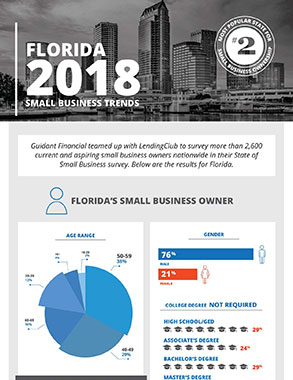 FLORIDA
2018
SMALL BUSINESS TRENDS
MOST POPULAR STATE FOR
#2
SMALL BUSINESS OWNERSHIP
Guidant Financial teamed up with LendingClub to survey more than 2,600
current and aspiring small business owners nationwide in their State of
Small Business survey. Below are the results for Florida.
FLORIDA'S SMALL BUSINESS OWNER
AGE RANGE
50-59
38%
40-49
29%
GENDER
76%
MALE
21%
FEMALE
COLLEGE DEGREE NOT REQUIRED
HIGH SCHOOL/GED
29%
ASSOCIATE'S DEGREE
24%
BACHELOR'S DEGREE
29%
MASTER'S DEGREE